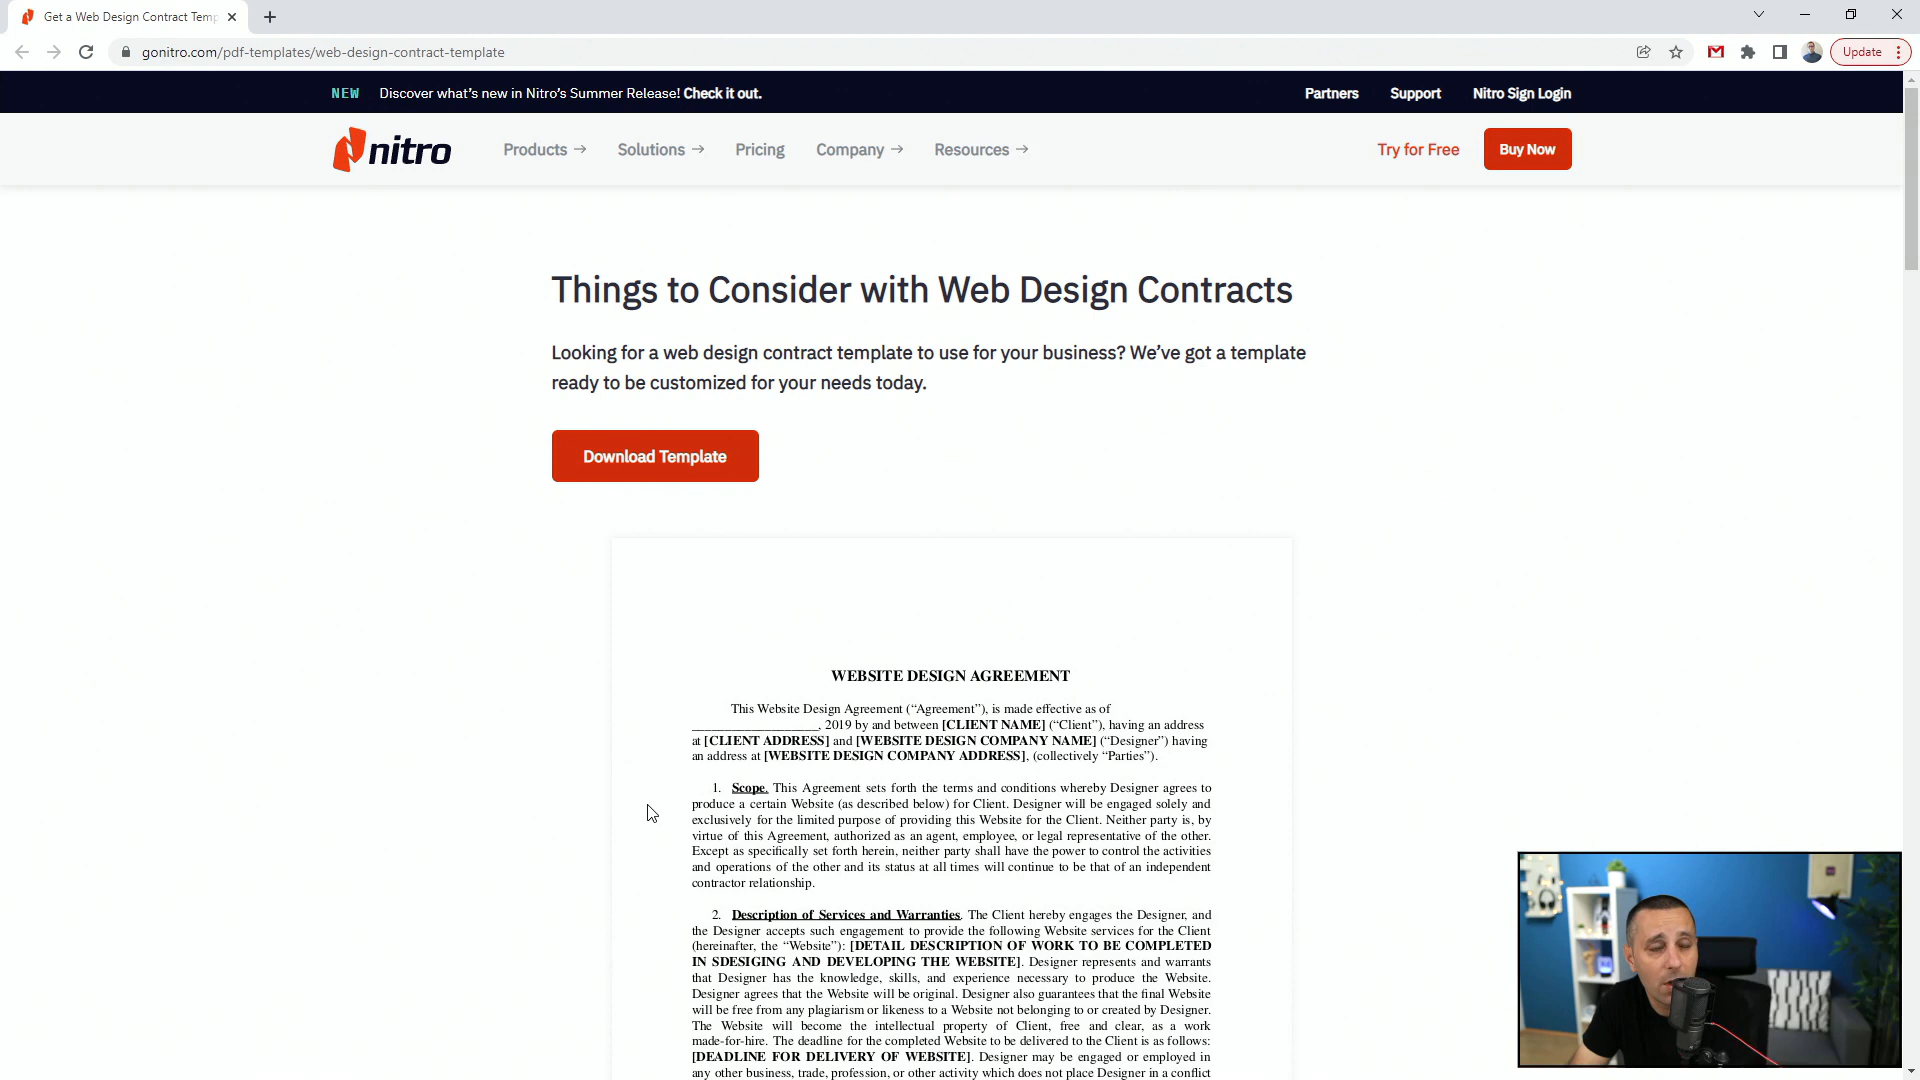 Get a Web Design Contract Temp
gonitro.com/pdf-templates/web-design-contract-template
Update
NEW Discover what's new in Nitro's Summer Release! Check it out. Partners Support Nitro Sign Login
nitro Products → Solutions → Pricing Company → Resources → Try for Free Buy Now
Things to Consider with Web Design Contracts
Looking for a web design contract template to use for your business? We've got a template
ready to be customized for your needs today.
Download Template
WEBSITE DESIGN AGREEMENT
This Website Design Agreement (“Agreement”), is made effective as of
____________________, 2019 by and between [CLIENT NAME] (“Client”), having an address
at [CLIENT ADDRESS] and [WEBSITE DESIGN COMPANY NAME] (“Designer”) having
an address at [WEBSITE DESIGN COMPANY ADDRESS], (collectively “Parties”).
1. Scope. This Agreement sets forth the terms and conditions whereby Designer agrees to
produce a certain Website (as described below) for Client. Designer will be engaged solely and
exclusively for the limited purpose of providing this Website for the Client. Neither party is, by
virtue of this Agreement, authorized as an agent, employee, or legal representative of the other.
Except as specifically set forth herein, neither party shall have the power to control the activities
and operations of the other and its status at all times will continue to be that of an independent
contractor relationship.
2. Description of Services and Warranties. The Client hereby engages the Designer, and
the Designer accepts such engagement to provide the following Website services for the Client
(hereinafter, the “Website”): [DETAIL DESCRIPTION OF WORK TO BE COMPLETED
IN SDESIGING AND DEVELOPING THE WEBSITE]. Designer represents and warrants
that Designer has the knowledge, skills, and experience necessary to produce the Website.
Designer agrees that the Website will be original. Designer also guarantees that the final Website
will be free from any plagiarism or likeness to a Website not belonging to or created by Designer.
The Website will become the intellectual property of Client, free and clear, as a work
made-for-hire. The deadline for the completed Website to be delivered to the Client is as follows:
[DEADLINE FOR DELIVERY OF WEBSITE]. Designer may be engaged or employed in
any other business, trade, profession, or other activity which does not place Designer in a conflict